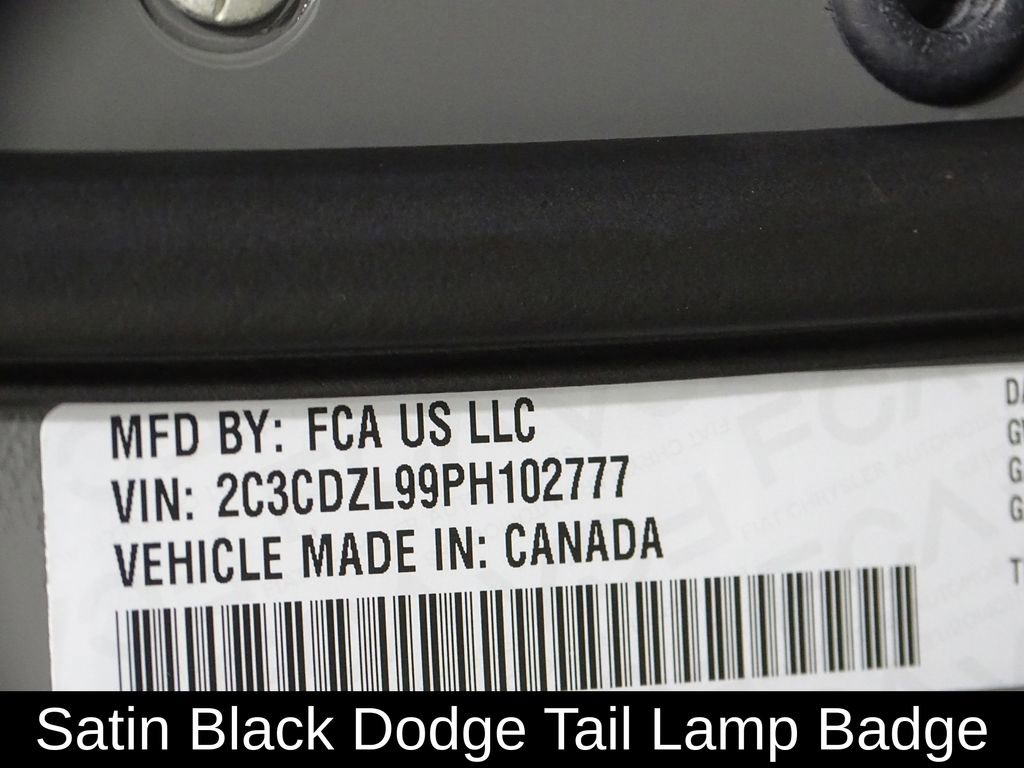 MFD BY: FCA US LLC
VIN: 2C3CDZL99PH102777
VEHICLE MADE IN: CANADA
Satin Black Dodge Tail Lamp Badge